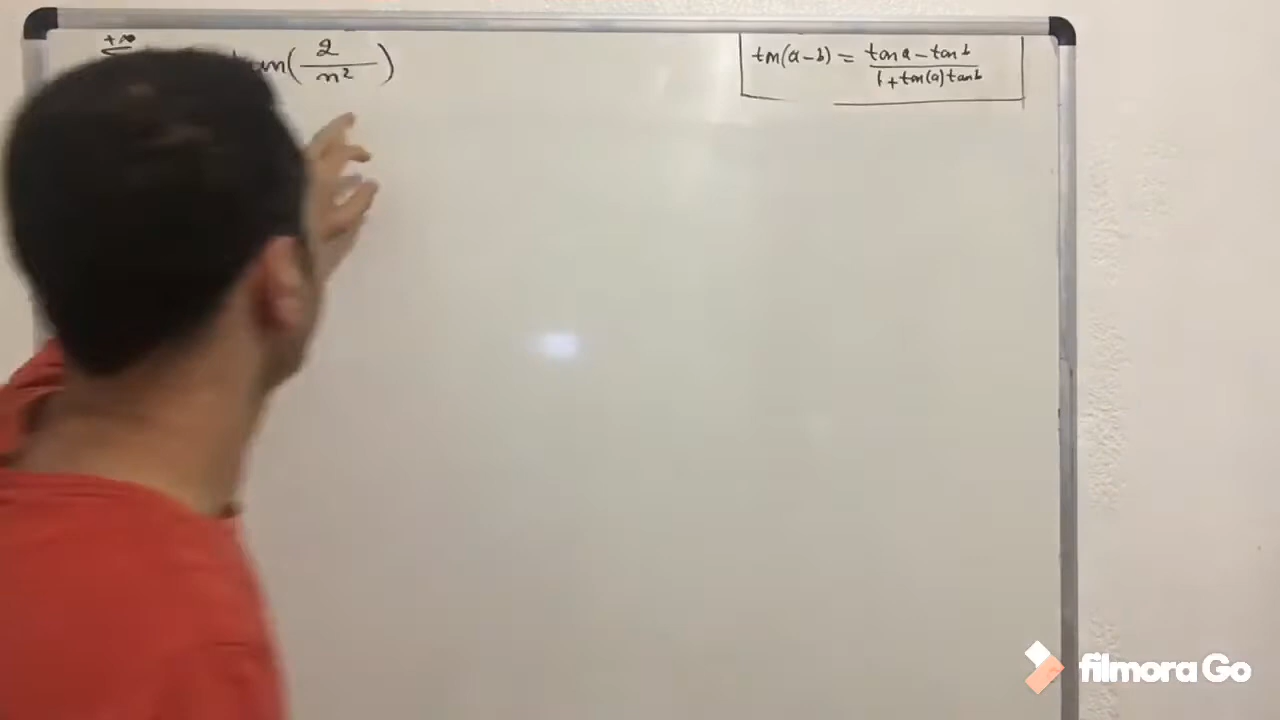 +∞
tan(2/n²)
tan(a-b) = tan a - tan b / 1 + tan(a) tan b
filmora Go